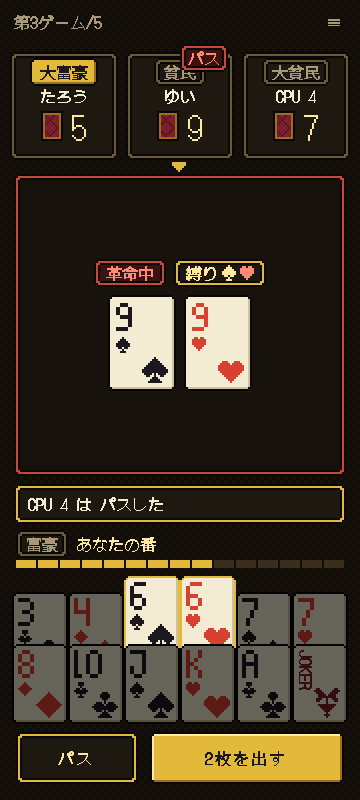 第3ゲーム/5
パス
大富豪 貧民 大貧民
たろう ゆい CPU 4
5 9 7
革命中 縛り♠♥
9 9
CPU 4 は パスした
富豪 あなたの番
3 4 6 6 7 7
8 10 J K A JOKER
パス 2枚を出す